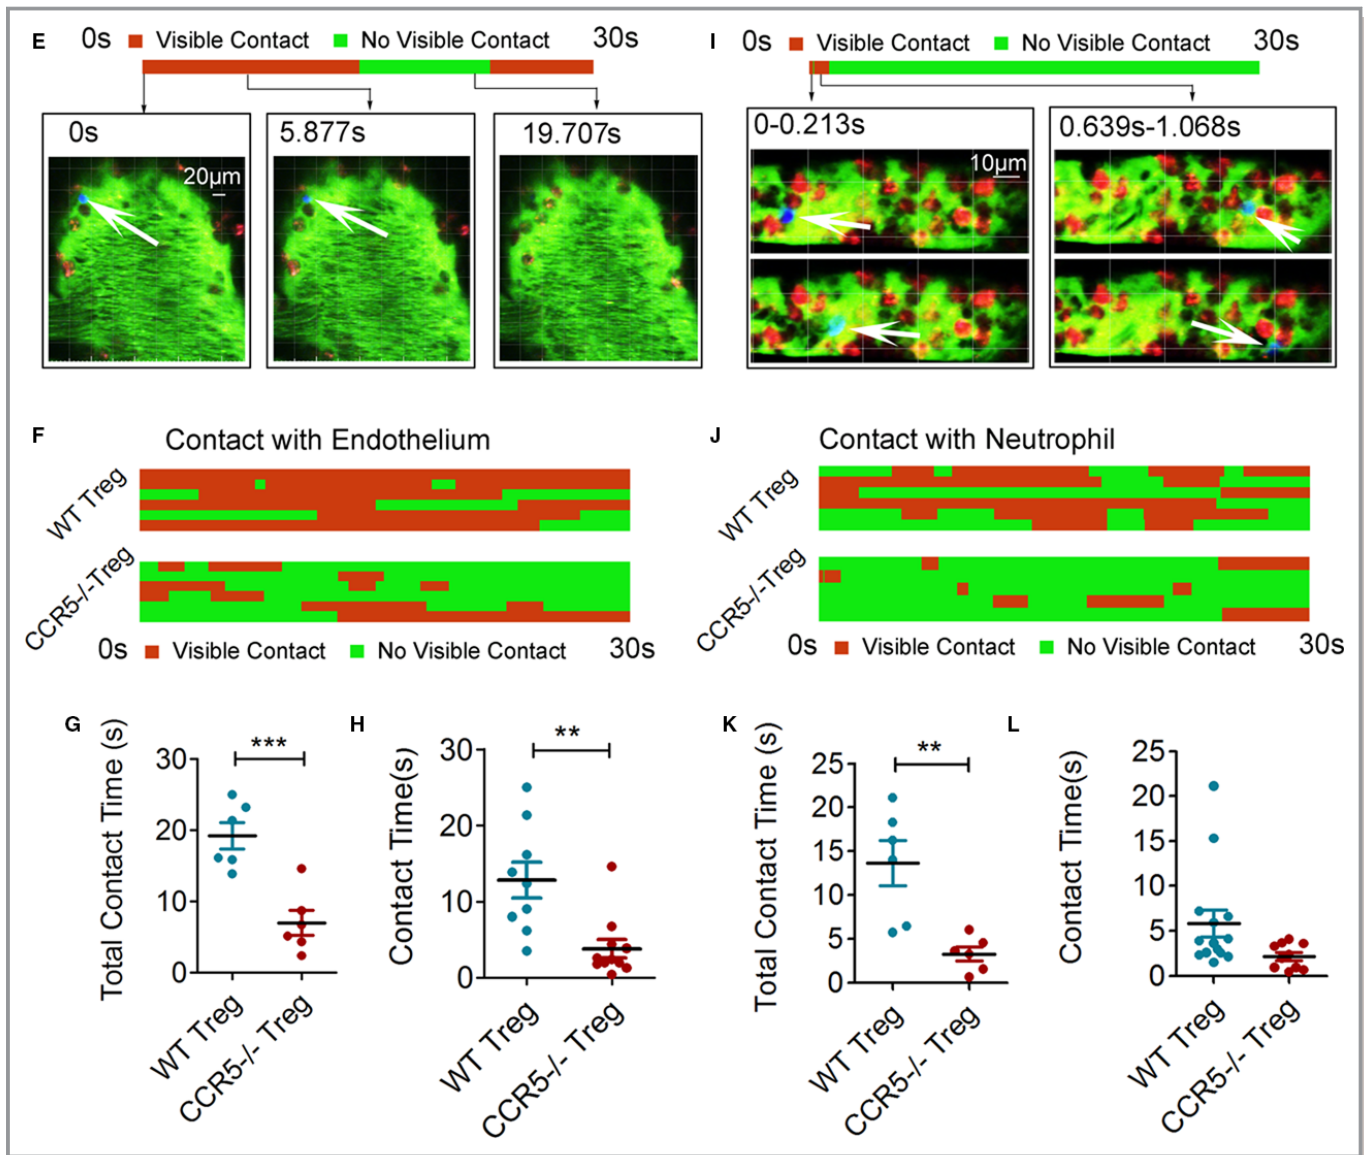 E 0s Visible Contact No Visible Contact 30s
0s 5.877s 19.707s
20µm
I 0s Visible Contact No Visible Contact 30s
0-0.213s 0.639s-1.068s
10µm
F Contact with Endothelium
WT Treg
CCR5-/-Treg
0s Visible Contact No Visible Contact 30s
J Contact with Neutrophil
WT Treg
CCR5-/-Treg
0s Visible Contact No Visible Contact 30s
G
Total Contact Time (s)
30
20
10
0
***
WT Treg
CCR5-/- Treg
H
Contact Time(s)
30
20
10
0
**
WT Treg
CCR5-/- Treg
K
Total Contact Time (s)
25
20
15
10
5
0
**
WT Treg
CCR5-/- Treg
L
Contact Time(s)
25
20
15
10
5
0
WT Treg
CCR5-/- Treg